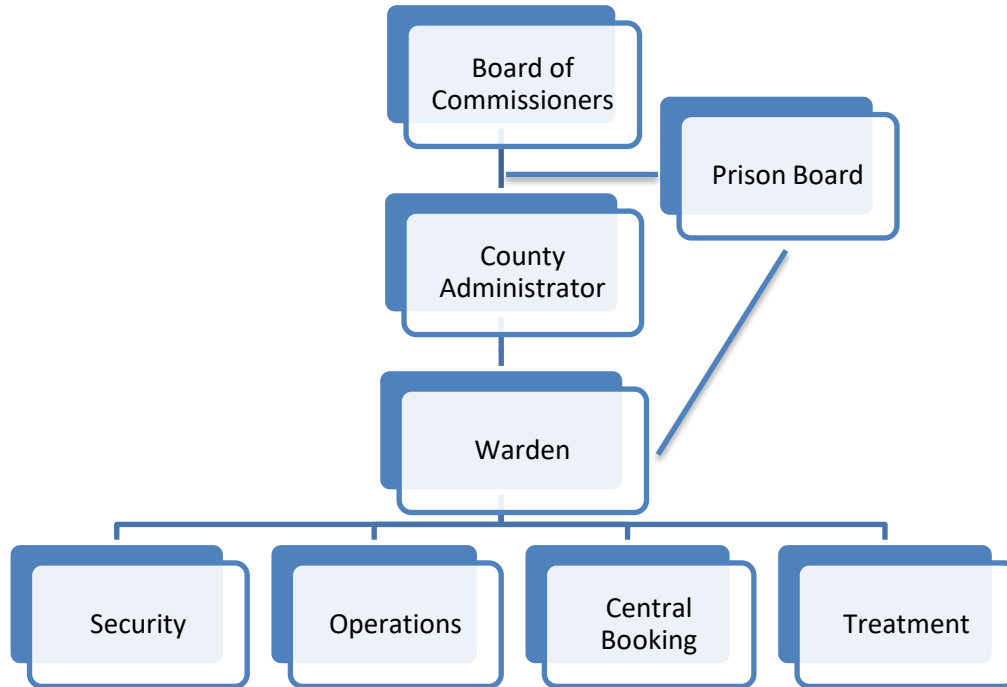 Board of
Commissioners
Prison Board
County
Administrator
Warden
Security
Operations
Central
Booking
Treatment